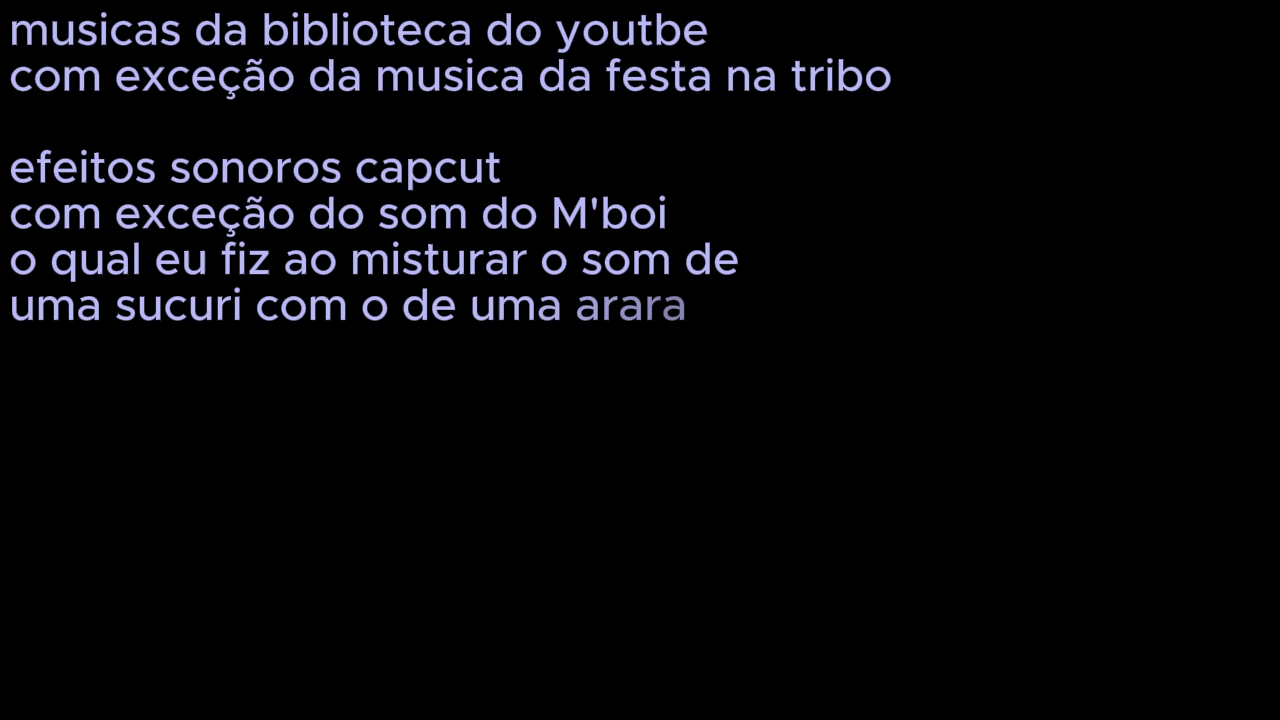 musicas da biblioteca do youtbe
com exceção da musica da festa na tribo
efeitos sonoros capcut
com exceção do som do M'boi
o qual eu fiz ao misturar o som de
uma sucuri com o de uma arara